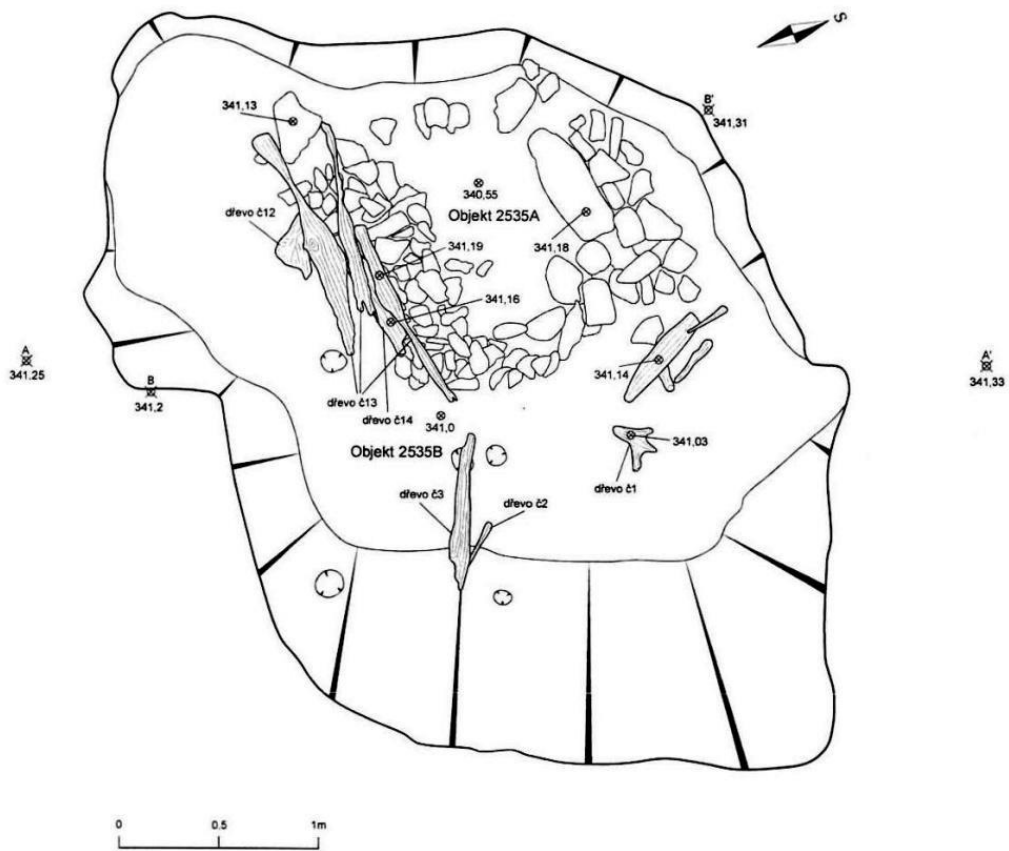 S
341,13
B'
341,31
340,55
Objekt 2535A
dřevo č12
341,19
341,18
341,16
A
341,25
B
341,2
A'
341,33
341,14
dřevo č13
dřevo č14
341,0
Objekt 2535B
341,03
dřevo č1
dřevo č3
dřevo č2
0 0.5 1m